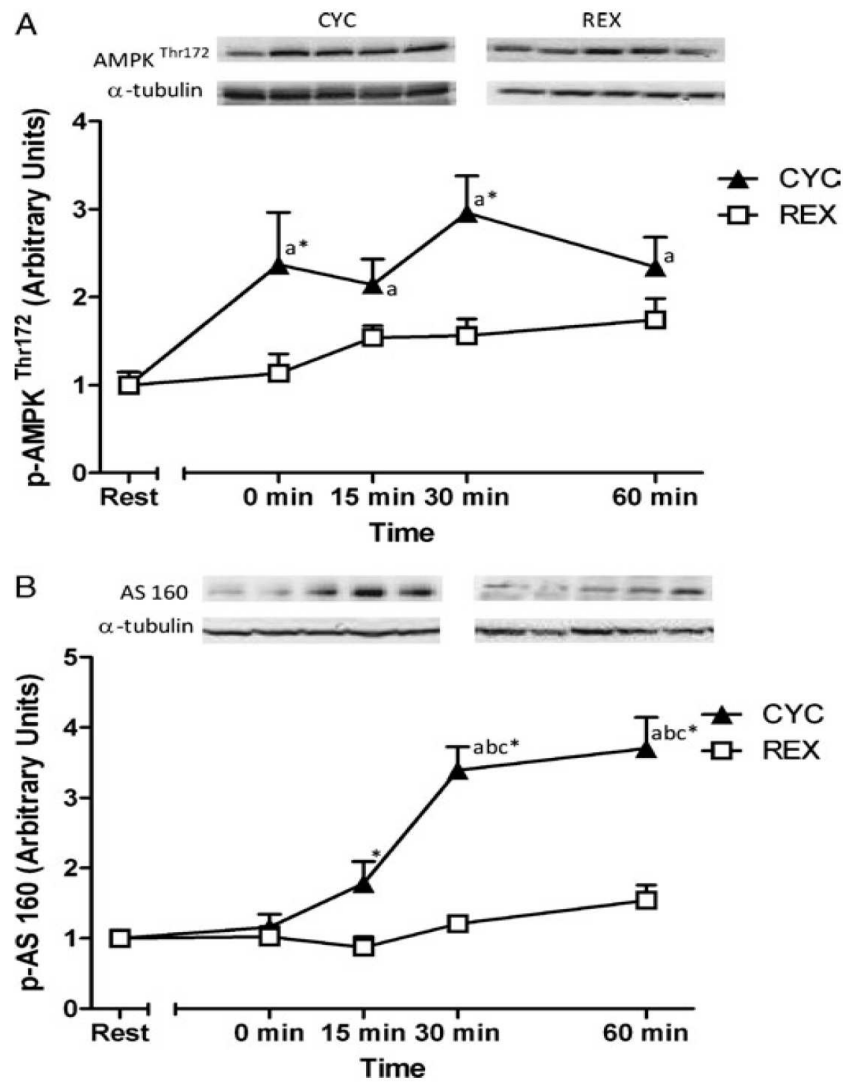 A
CYC REX
AMPK Thr172
α-tubulin
p-AMPK Thr172 (Arbitrary Units)
4
3
2
1
0
a*
a
a*
a
CYC
REX
Rest 0 min 15 min 30 min 60 min
Time
B
AS 160
α-tubulin
p-AS 160 (Arbitrary Units)
5
4
3
2
1
0
*
abc*
abc*
CYC
REX
Rest 0 min 15 min 30 min 60 min
Time